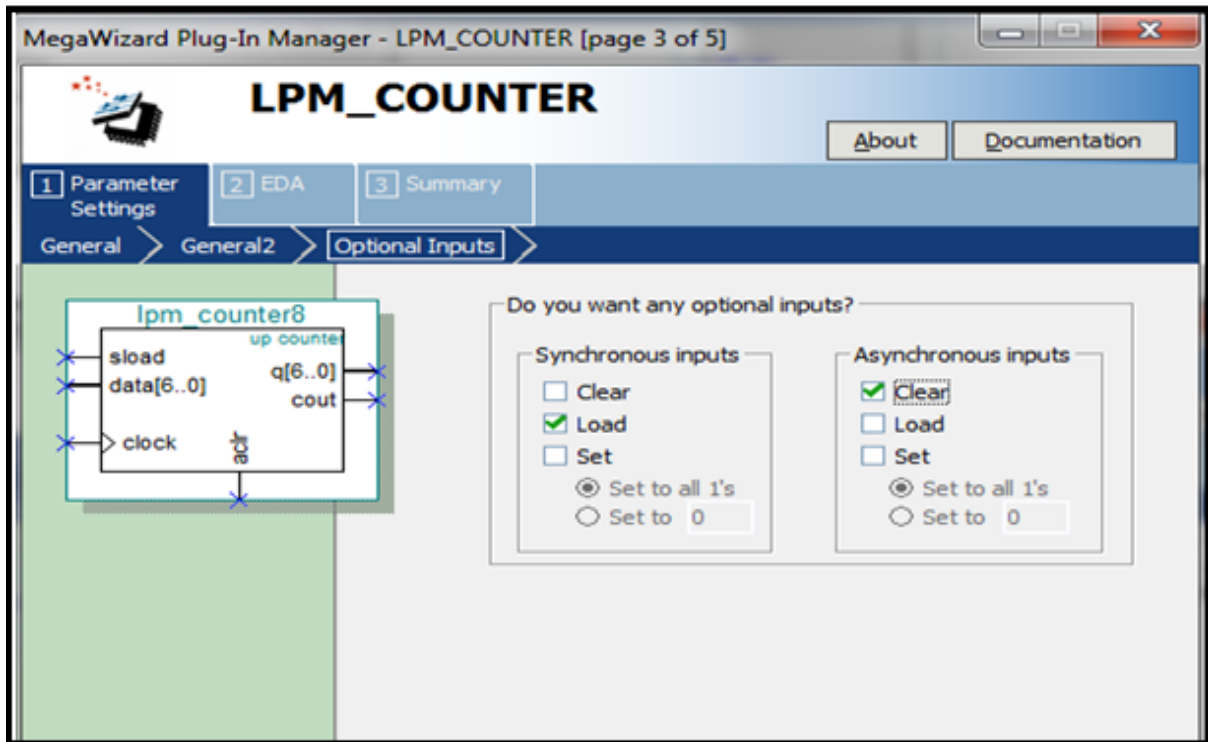 MegaWizard Plug-In Manager - LPM_COUNTER [page 3 of 5]
LPM_COUNTER
About
Documentation
1 Parameter Settings
2 EDA
3 Summary
General
General2
Optional Inputs
lpm_counter8
up counter
sload
data[6..0]
clock
aclr
q[6..0]
cout
Do you want any optional inputs?
Synchronous inputs
Clear
Load
Set
Set to all 1's
Set to 0
Asynchronous inputs
Clear
Load
Set
Set to all 1's
Set to 0